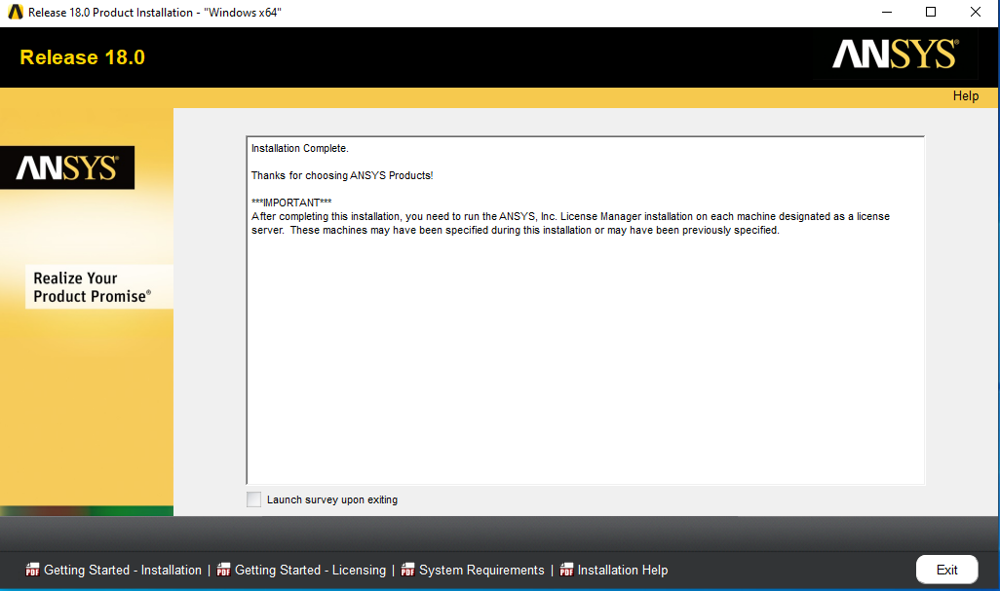 Release 18.0 Product Installation - "Windows x64"
Release 18.0
ANSYS®
Help
ANSYS®
Realize Your
Product Promise®
Installation Complete.
Thanks for choosing ANSYS Products!
***IMPORTANT***
After completing this installation, you need to run the ANSYS, Inc. License Manager installation on each machine designated as a license
server.  These machines may have been specified during this installation or may have been previously specified.
Launch survey upon exiting
PDF Getting Started - Installation | PDF Getting Started - Licensing | PDF System Requirements | PDF Installation Help
Exit